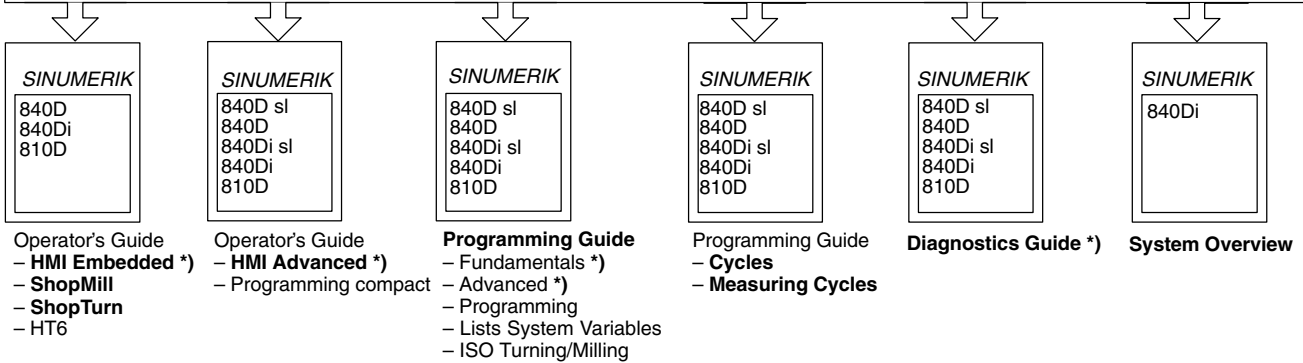 SINUMERIK
840D
840Di
810D
Operator's Guide
– HMI Embedded *)
– ShopMill
– ShopTurn
– HT6
SINUMERIK
840D sl
840D
840Di sl
840Di
810D
Operator's Guide
– HMI Advanced *)
– Programming compact
SINUMERIK
840D sl
840D
840Di sl
840Di
810D
Programming Guide
– Fundamentals *)
– Advanced *)
– Programming
– Lists System Variables
– ISO Turning/Milling
SINUMERIK
840D sl
840D
840Di sl
840Di
810D
Programming Guide
– Cycles
– Measuring Cycles
SINUMERIK
840D sl
840D
840Di sl
840Di
810D
Diagnostics Guide *)
SINUMERIK
840Di
System Overview